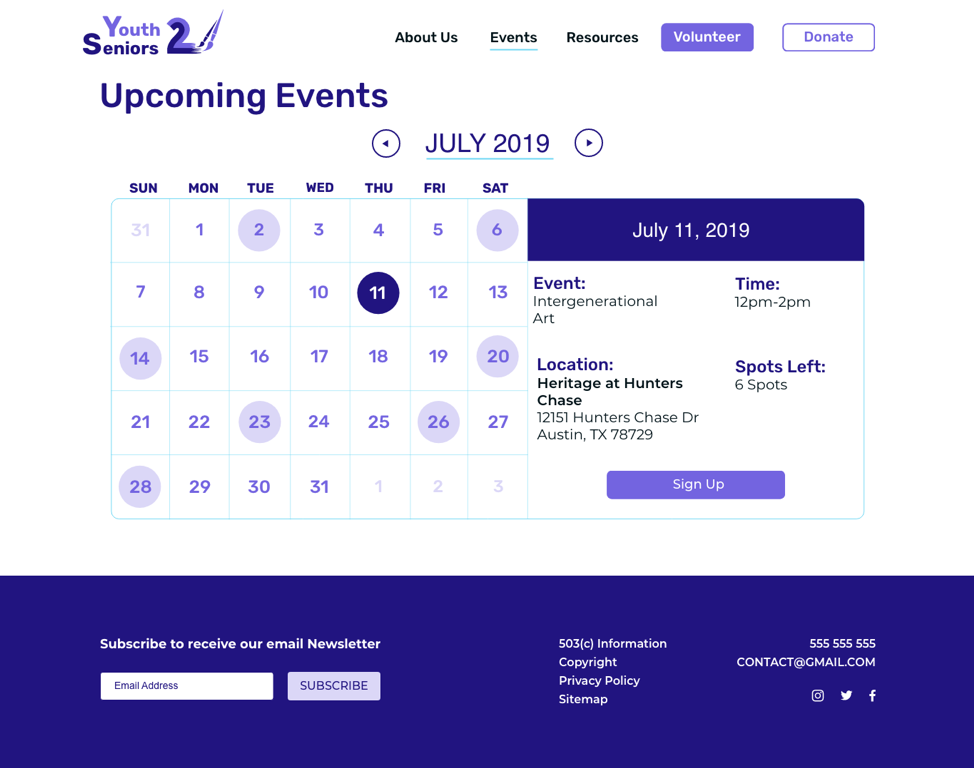 Youth 2
Seniors
About Us
Events
Resources
Volunteer
Donate
Upcoming Events
JULY 2019
SUN MON TUE WED THU FRI SAT
31 1 2 3 4 5 6
7 8 9 10 11 12 13
14 15 16 17 18 19 20
21 22 23 24 25 26 27
28 29 30 31 1 2 3
July 11, 2019
Event:
Intergenerational
Art
Time:
12pm-2pm
Location:
Heritage at Hunters
Chase
12151 Hunters Chase Dr
Austin, TX 78729
Spots Left:
6 Spots
Sign Up
Subscribe to receive our email Newsletter
Email Address
SUBSCRIBE
503(c) Information
Copyright
Privacy Policy
Sitemap
555 555 555
CONTACT@GMAIL.COM